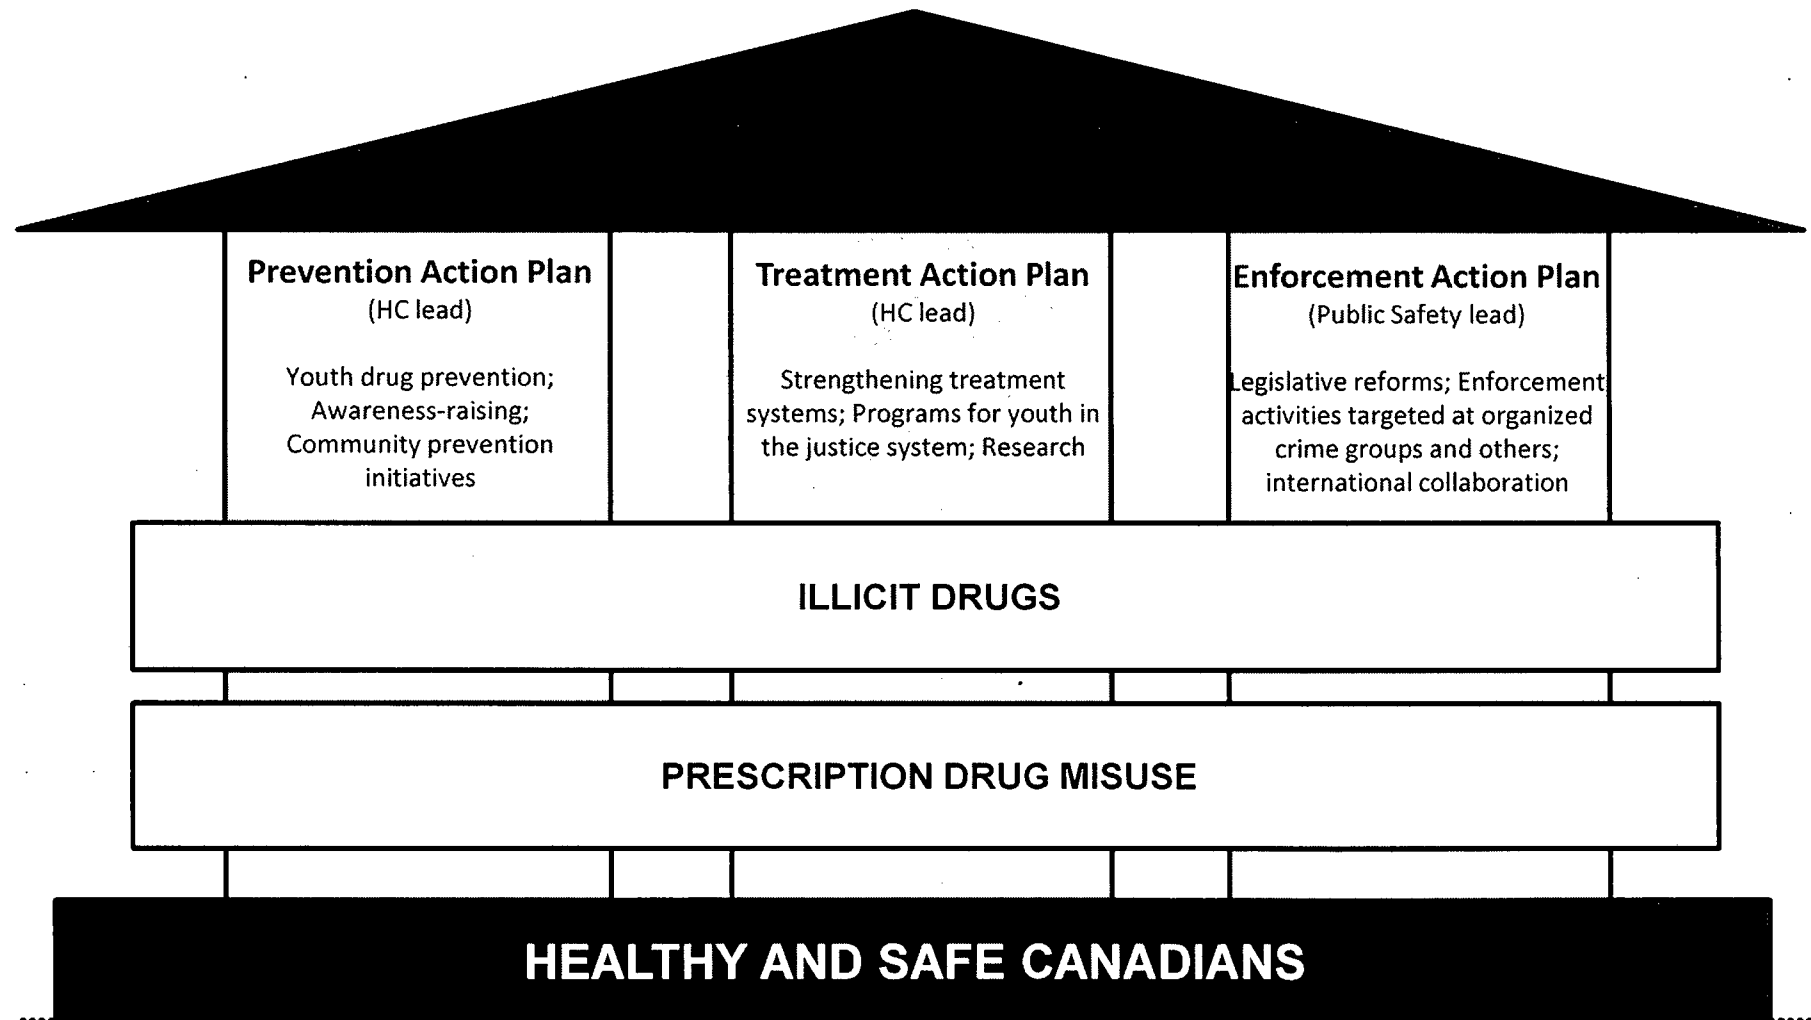 Prevention Action Plan
(HC lead)
Youth drug prevention;
Awareness-raising;
Community prevention
initiatives
Treatment Action Plan
(HC lead)
Strengthening treatment
systems; Programs for youth in
the justice system; Research
Enforcement Action Plan
(Public Safety lead)
Legislative reforms; Enforcement
activities targeted at organized
crime groups and others;
international collaboration
ILLICIT DRUGS
PRESCRIPTION DRUG MISUSE
HEALTHY AND SAFE CANADIANS